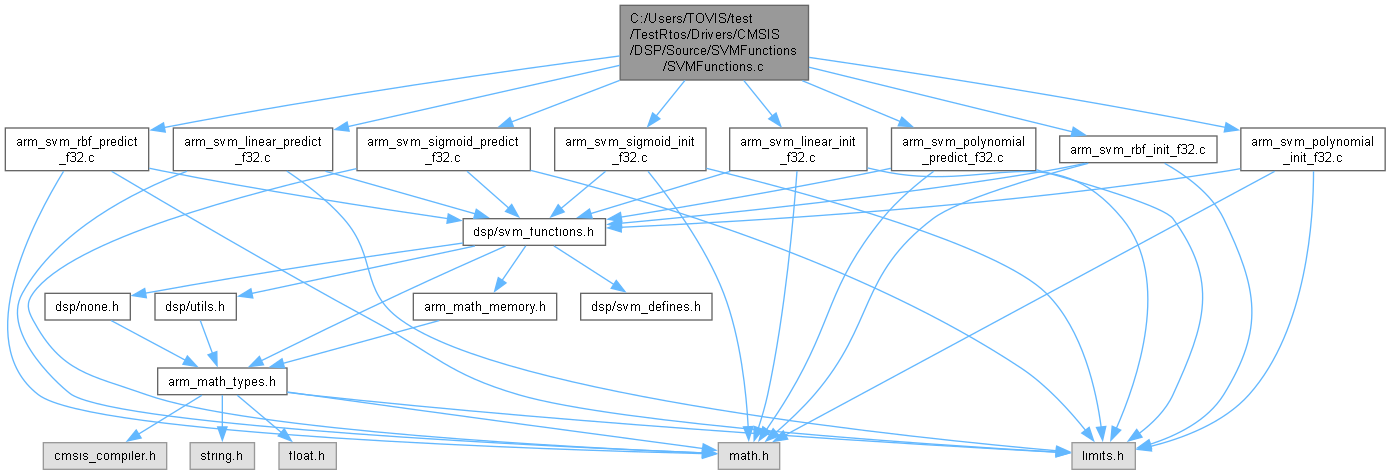 C:/Users/TOVIS/test
/TestRtos/Drivers/CMSIS
/DSP/Source/SVMFunctions
/SVMFunctions.c
arm_svm_rbf_predict
_f32.c
arm_svm_linear_predict
_f32.c
arm_svm_sigmoid_predict
_f32.c
arm_svm_sigmoid_init
_f32.c
arm_svm_linear_init
_f32.c
arm_svm_polynomial
_predict_f32.c
arm_svm_rbf_init_f32.c
arm_svm_polynomial
_init_f32.c
dsp/svm_functions.h
dsp/none.h
dsp/utils.h
arm_math_memory.h
dsp/svm_defines.h
arm_math_types.h
cmsis_compiler.h
string.h
float.h
math.h
limits.h